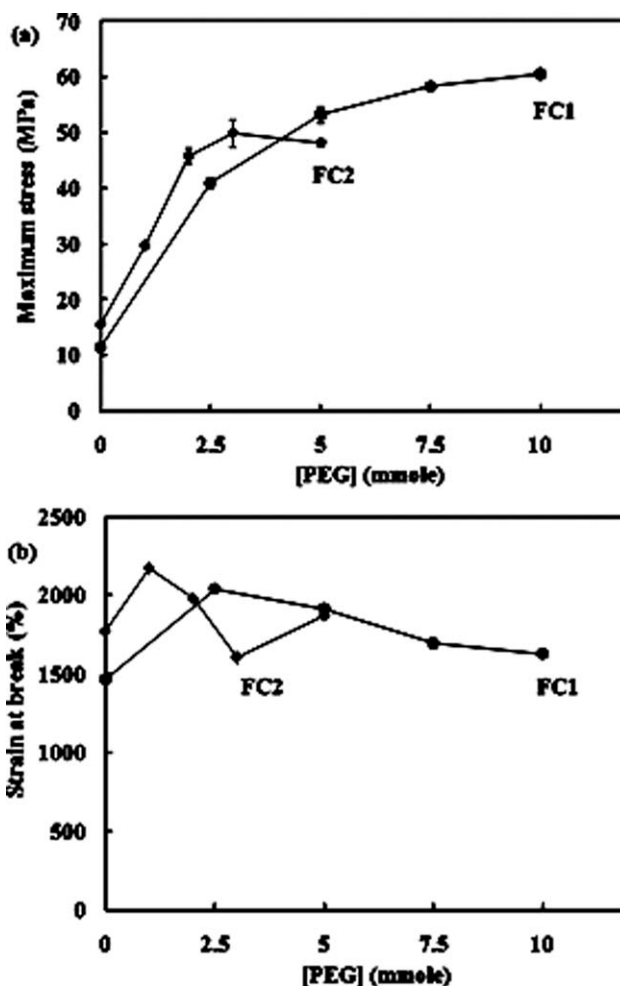 (a)
70
60
50
40
30
20
10
0
Maximum stress (MPa)
FC1
FC2
0 2.5 5 7.5 10
[PEG] (mmole)
(b)
2500
2000
1500
1000
500
0
Strain at break (%)
FC2
FC1
0 2.5 5 7.5 10
[PEG] (mmole)